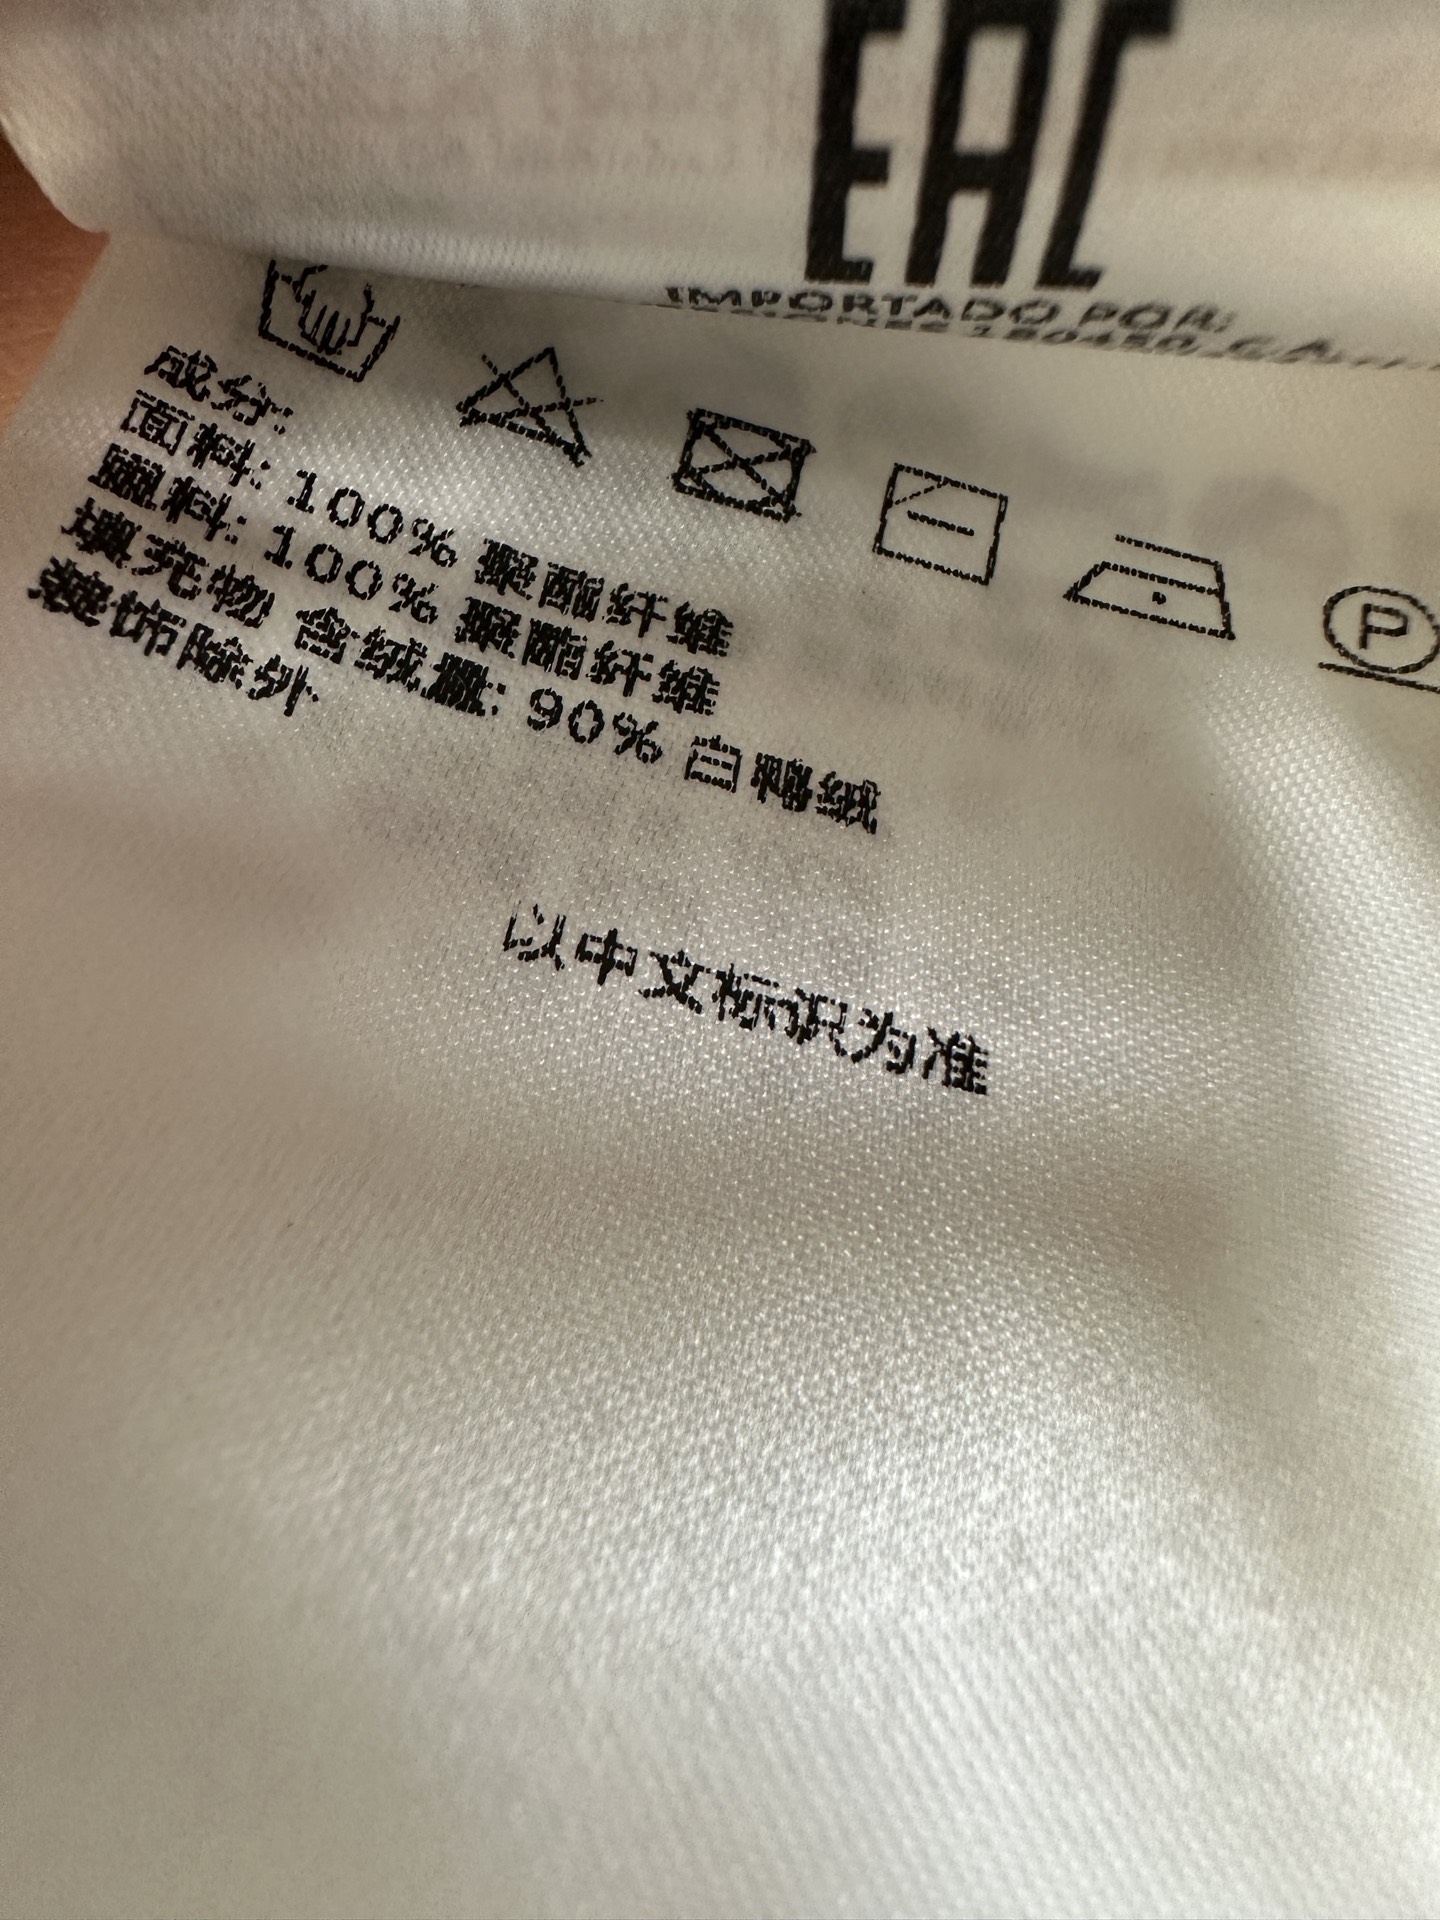 EAC
IMPORTADO POR:
成分:
面料: 100% 聚酯纤维
里料: 100% 聚酯纤维
填充物 含绒量: 90% 白鸭绒
装饰除外
以中文标识为准
P